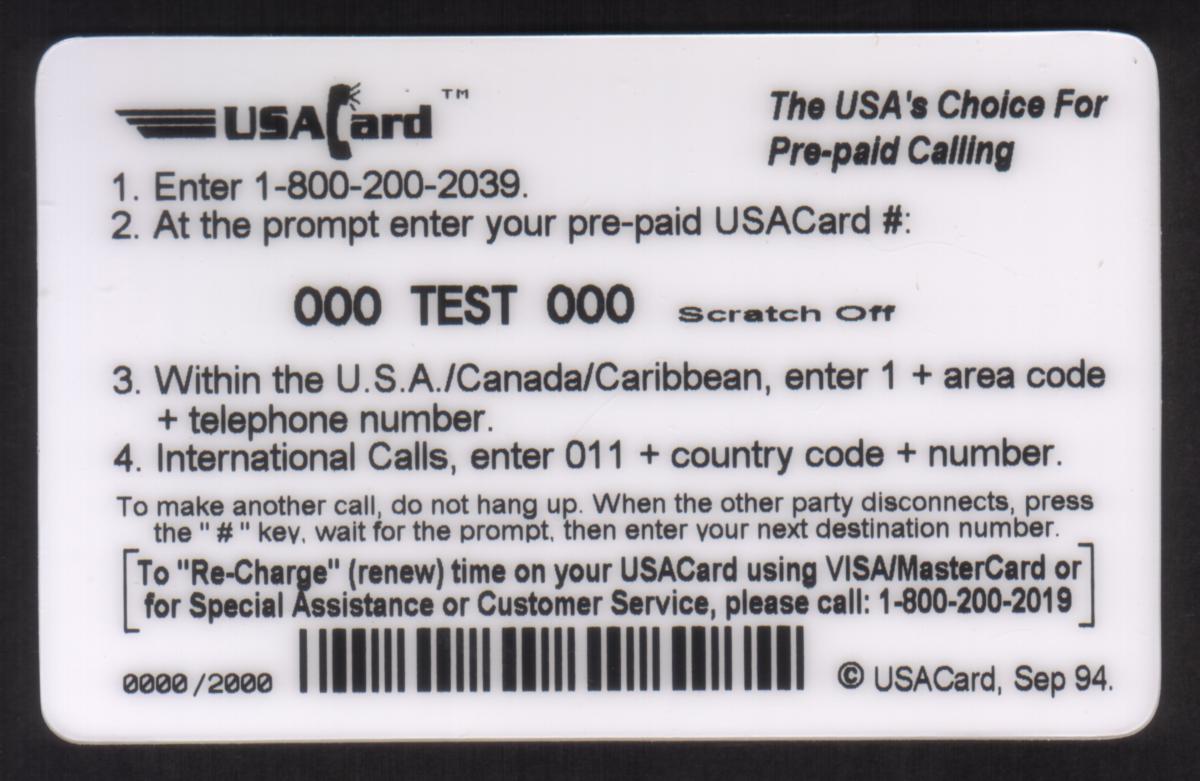 USACard™
The USA's Choice For
Pre-paid Calling
1. Enter 1-800-200-2039.
2. At the prompt enter your pre-paid USACard #:
000 TEST 000 Scratch Off
3. Within the U.S.A./Canada/Caribbean, enter 1 + area code
+ telephone number.
4. International Calls, enter 011 + country code + number.
To make another call, do not hang up. When the other party disconnects, press
the "#" key, wait for the prompt, then enter your next destination number.
To "Re-Charge" (renew) time on your USACard using VISA/MasterCard or
for Special Assistance or Customer Service, please call: 1-800-200-2019
0000/2000
© USACard, Sep 94.